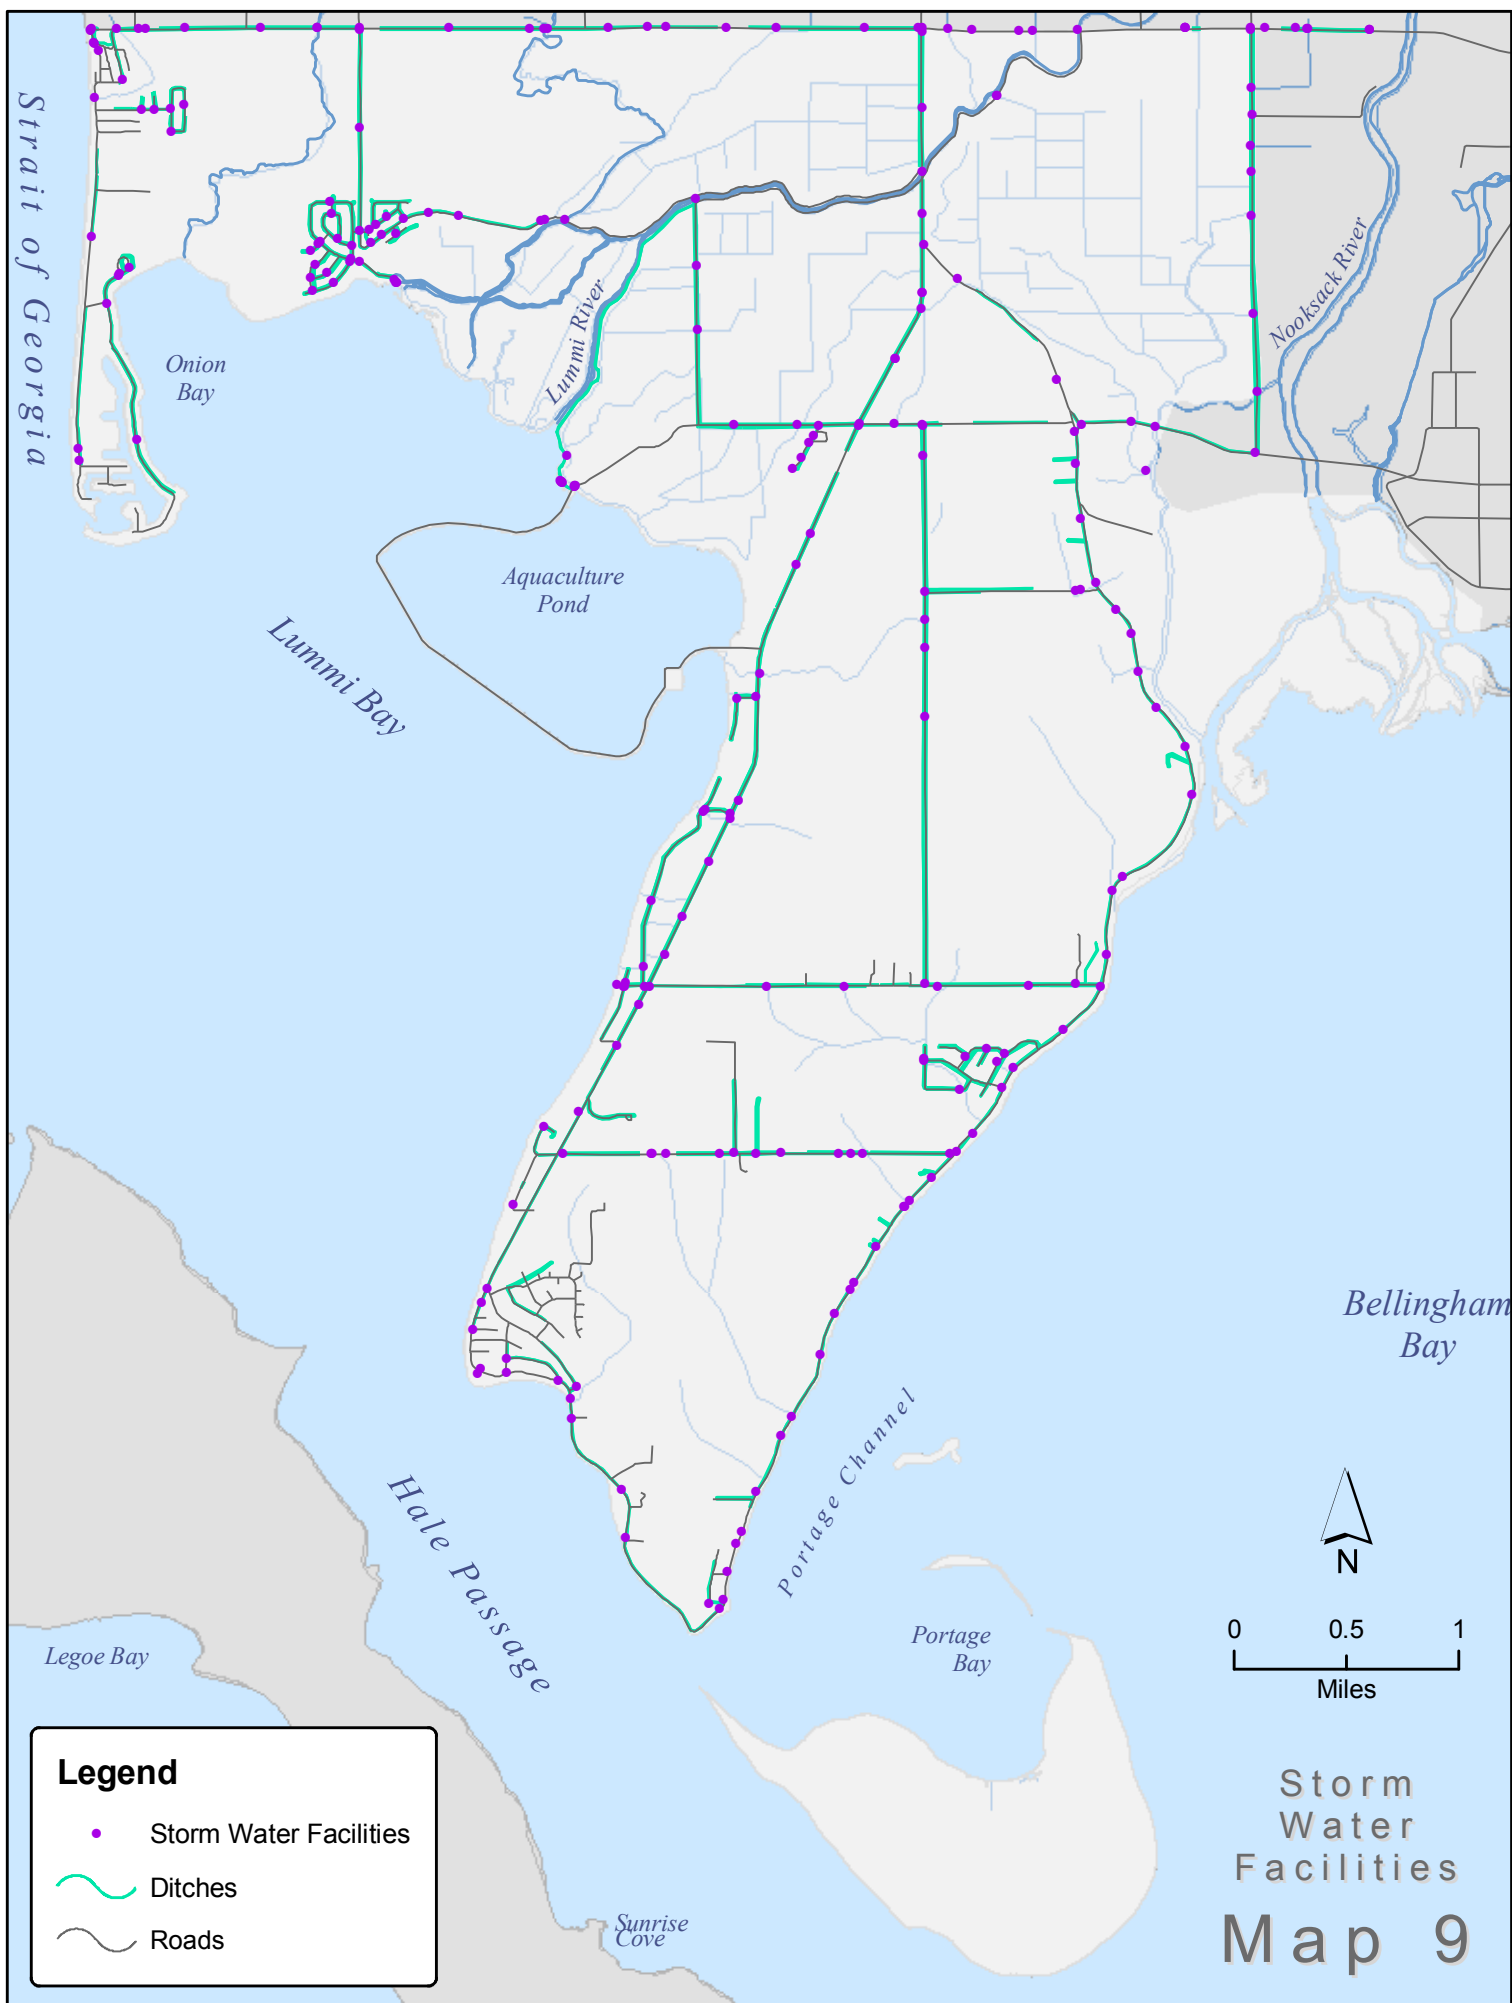 Strait of Georgia
Nooksack River
Lummi River
Onion
Bay
Aquaculture
Pond
Lummi Bay
Bellingham
Bay
Portage Channel
Hale Passage
N
0 0.5 1
Miles
Portage
Bay
Legoe Bay
Legend
Storm Water Facilities
Ditches
Roads
Sunrise
Cove
Storm
Water
Facilities
Map 9